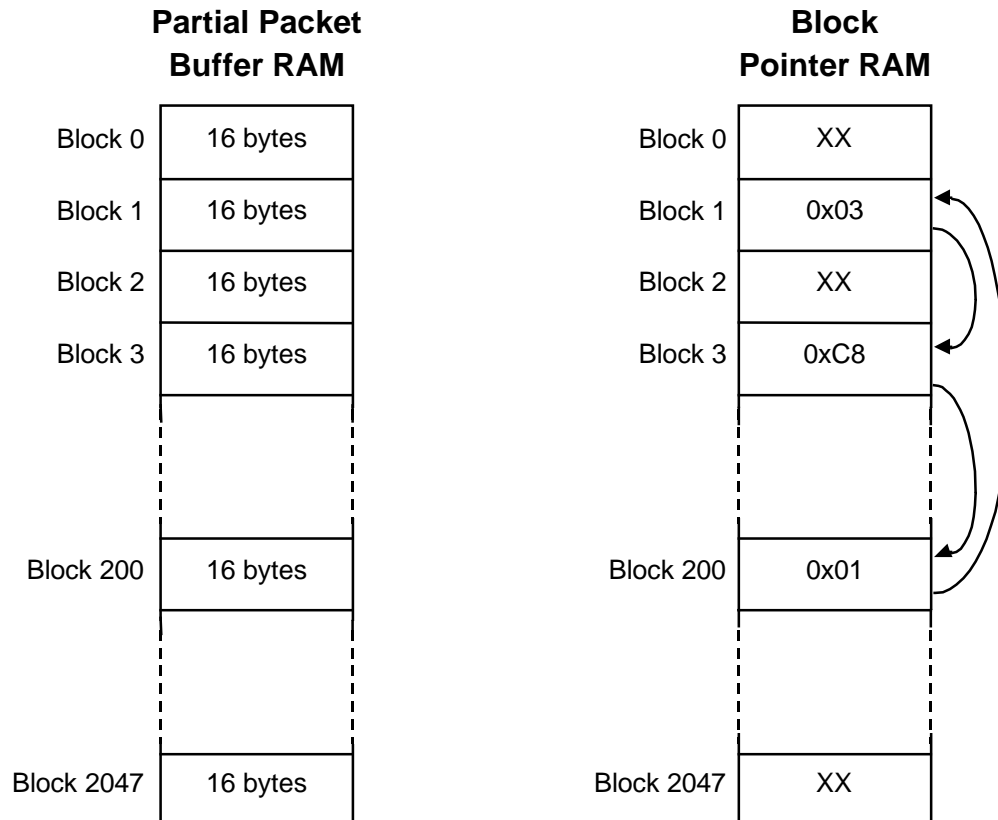 Partial Packet
Buffer RAM
Block 0 16 bytes
Block 1 16 bytes
Block 2 16 bytes
Block 3 16 bytes
Block 200 16 bytes
Block 2047 16 bytes
Block
Pointer RAM
Block 0 XX
Block 1 0x03
Block 2 XX
Block 3 0xC8
Block 200 0x01
Block 2047 XX